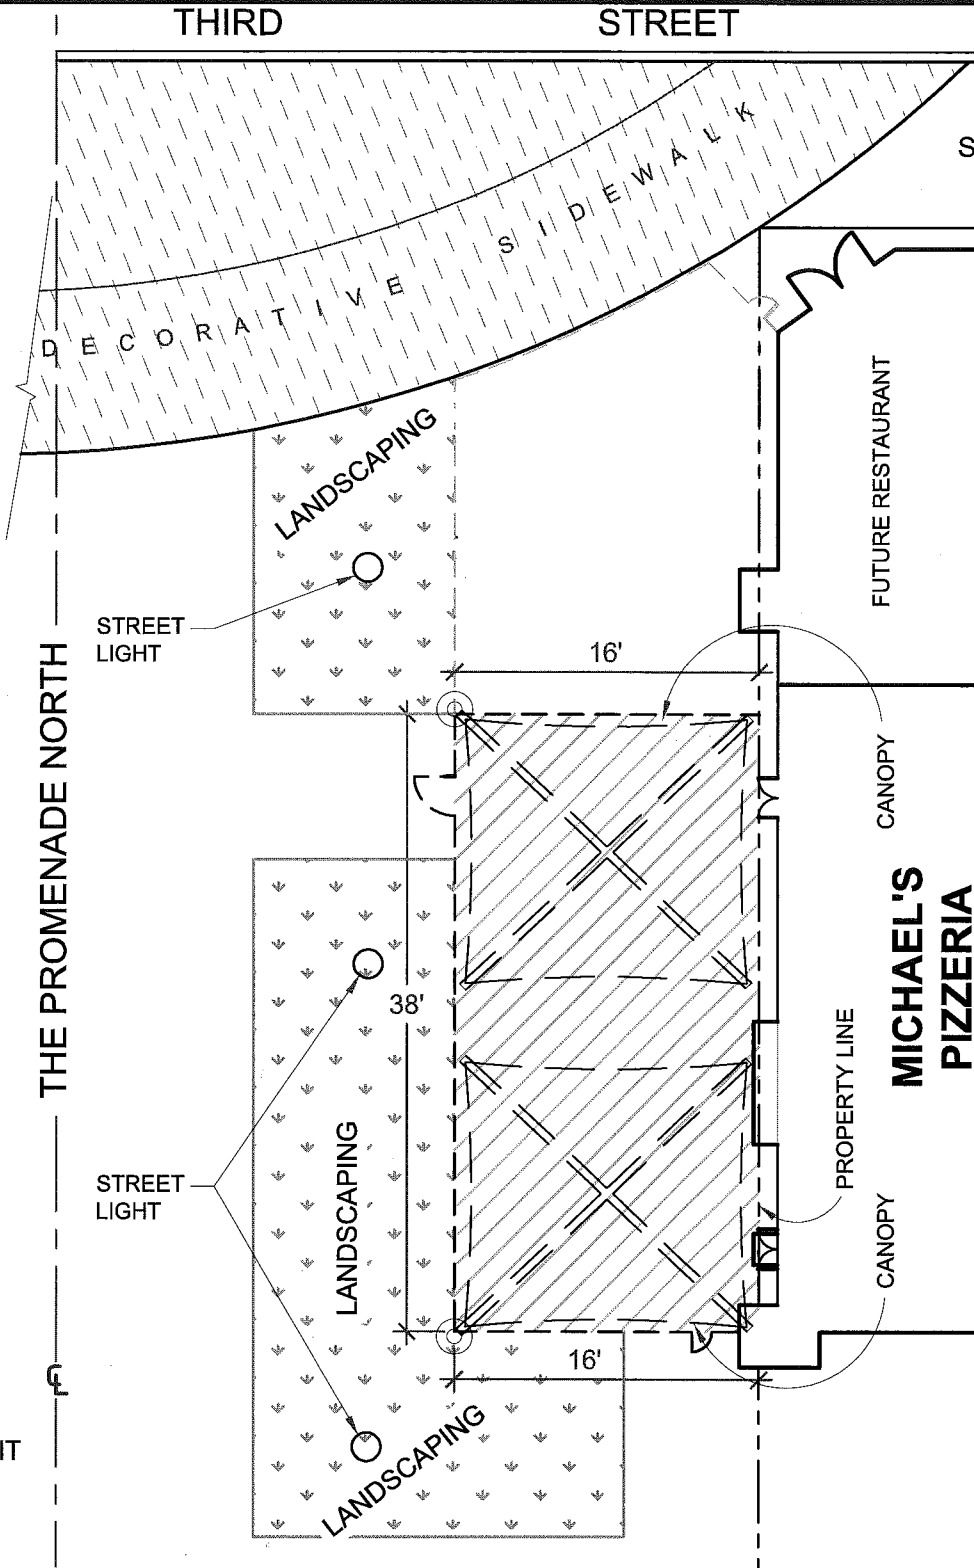 THIRD STREET
S
DECORATIVE SIDEWALK
LANDSCAPING
FUTURE RESTAURANT
STREET
LIGHT
16'
THE PROMENADE NORTH
CANOPY
MICHAEL'S
PIZZERIA
38'
PROPERTY LINE
STREET
LIGHT
LANDSCAPING
CANOPY
16'
℄
LANDSCAPING
IT